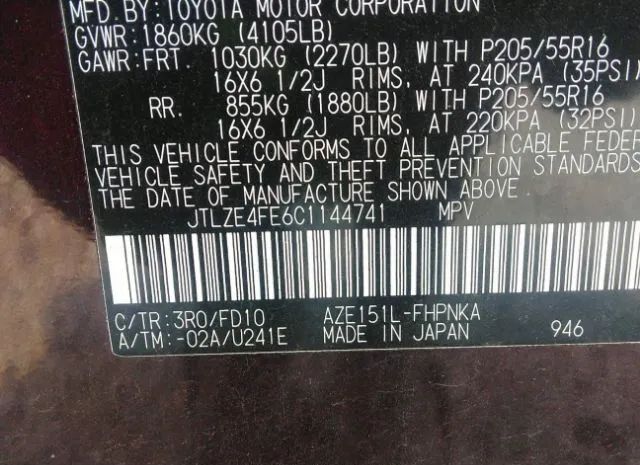 MFD. BY: TOYOTA MOTOR CORPORATION
GVWR: 1860KG (4105LB)
GAWR: FRT. 1030KG (2270LB) WITH P205/55R16
16X6 1/2J RIMS, AT 240KPA (35PSI)
RR. 855KG (1880LB) WITH P205/55R16
16X6 1/2J RIMS, AT 220KPA (32PSI)
THIS VEHICLE CONFORMS TO ALL APPLICABLE FEDER
VEHICLE SAFETY AND THEFT PREVENTION STANDARDS
THE DATE OF MANUFACTURE SHOWN ABOVE.
JTLZE4FE6C1144741 MPV
C/TR: 3R0/FD10 AZE151L-FHPNKA
A/TM: -02A/U241E MADE IN JAPAN 946